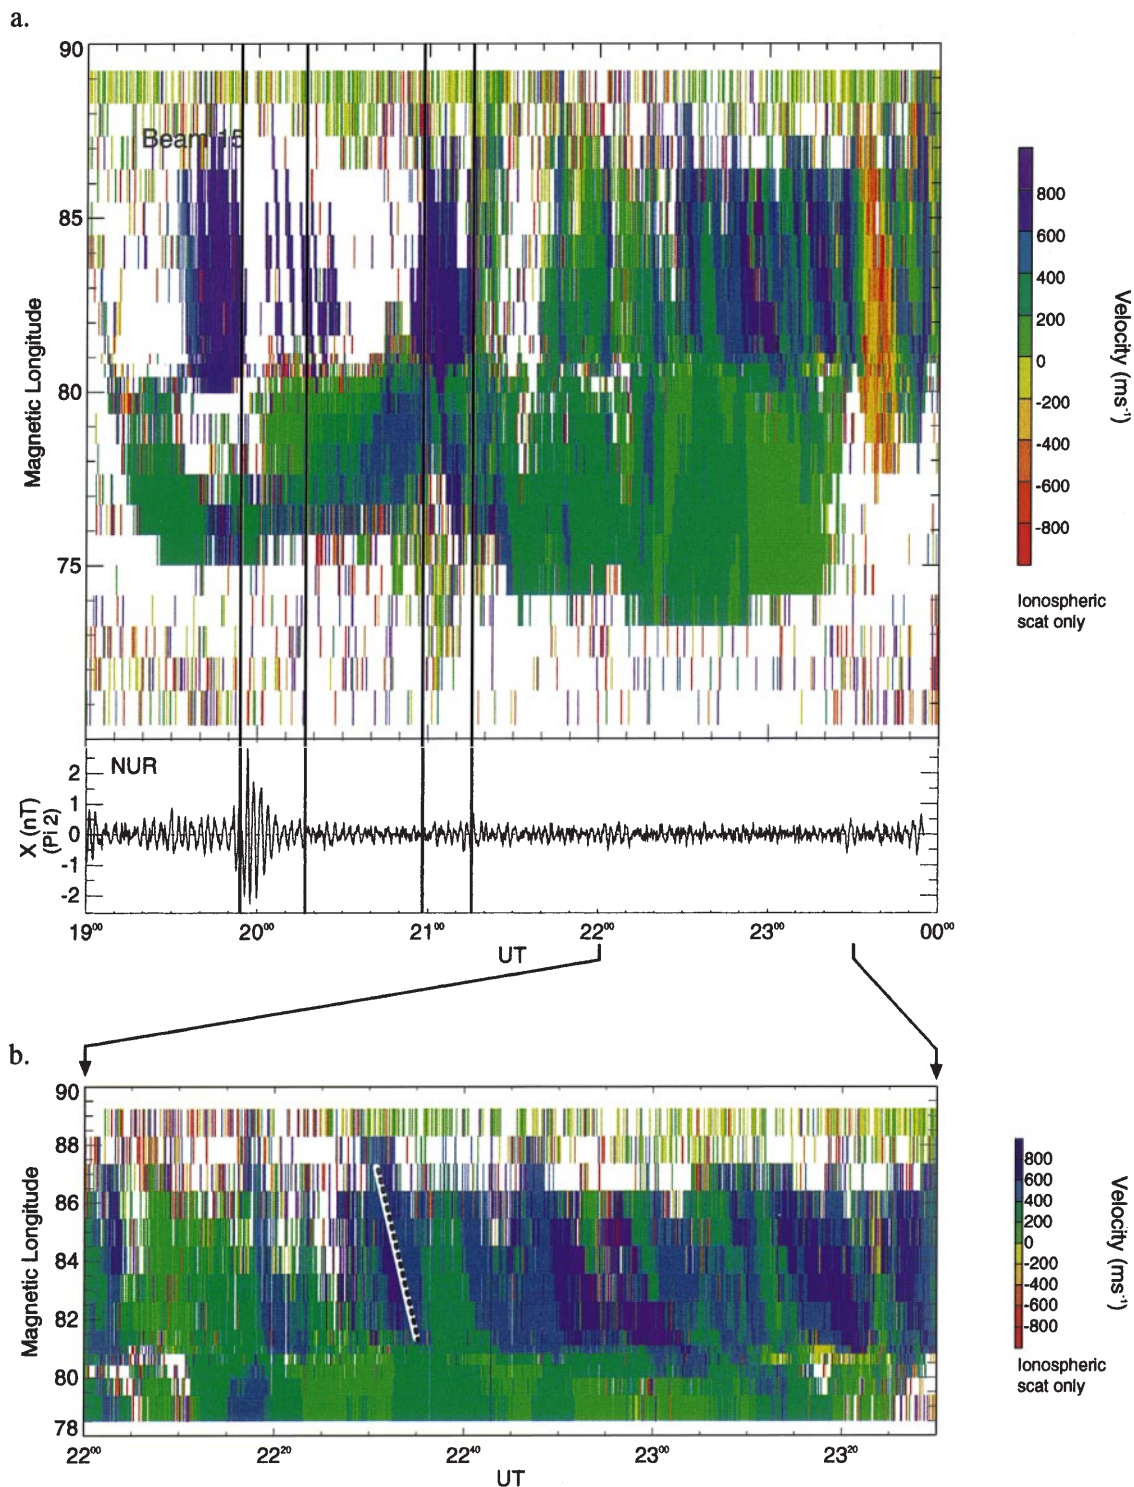 a.
90
85
80
75
Magnetic Longitude
Beam 15
800
600
400
200
0
-200
-400
-600
-800
Velocity (ms⁻¹)
Ionospheric
scat only
NUR
2
1
0
-1
-2
X (nT)
(Pi 2)
19⁰⁰ 20⁰⁰ 21⁰⁰ 22⁰⁰ 23⁰⁰ 00⁰⁰
UT
b.
90
88
86
84
82
80
78
Magnetic Longitude
800
600
400
200
0
-200
-400
-600
-800
Velocity (ms⁻¹)
Ionospheric
scat only
22⁰⁰ 22²⁰ 22⁴⁰ 23⁰⁰ 23²⁰
UT